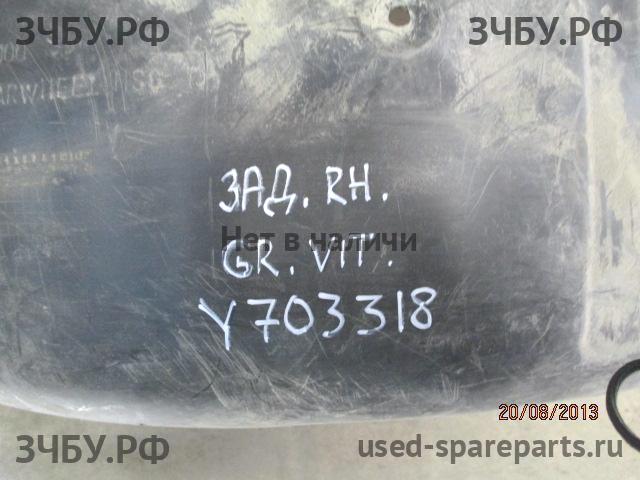 ЗЧБУ.РФ
ЗЧБУ.РФ
ЗАД. RH.
Нет в наличи
GR. VIT.
Y703318
20/08/2013
ЗЧБУ.РФ
used-spareparts.ru